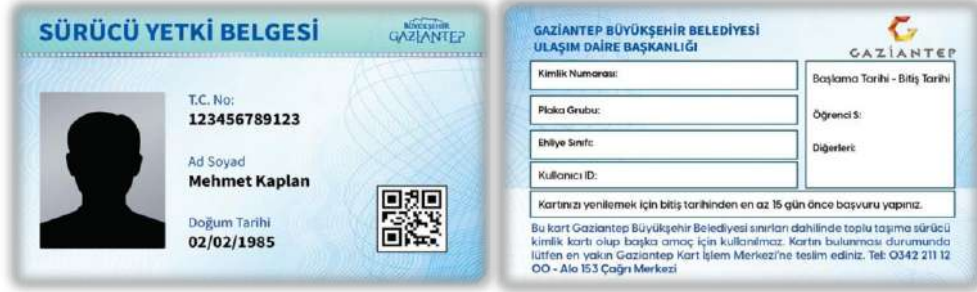 SÜRÜCÜ YETKİ BELGESİ
BÜYÜKŞEHİR
GAZİANTEP
T.C. No:
123456789123
Ad Soyad
Mehmet Kaplan
Doğum Tarihi
02/02/1985
GAZİANTEP BÜYÜKŞEHİR BELEDİYESİ
ULAŞIM DAİRE BAŞKANLIĞI
GAZİANTEP
Kimlik Numarası:
Plaka Grubu:
Ehliye Sınıfı:
Kullanıcı ID:
Başlama Tarihi - Bitiş Tarihi
Öğrenci S:
Diğerleri:
Kartınızı yenilemek için bitiş tarihinden en az 15 gün önce başvuru yapınız.
Bu kart Gaziantep Büyükşehir Belediyesi sınırları dahilinde toplu taşıma sürücü
kimlik kartı olup başka amaç için kullanılmaz. Kartın bulunması durumunda
lütfen en yakın Gaziantep Kart İşlem Merkezi'ne teslim ediniz. Tel: 0342 211 12
00 - Alo 153 Çağrı Merkezi